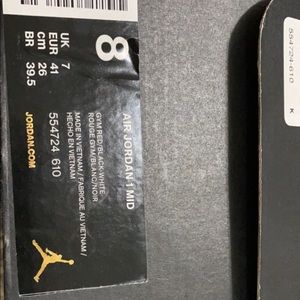 8
UK 7
EUR 41
cm 26
BR 39.5
AIR JORDAN 1 MID
GYM RED/BLACK-WHITE
ROUGE GYM/BLANC/NOIR
MADE IN VIETNAM / FABRIQUE AU VIETNAM /
HECHO EN VIETNAM
554724 610
JORDAN.COM
554724-610
K